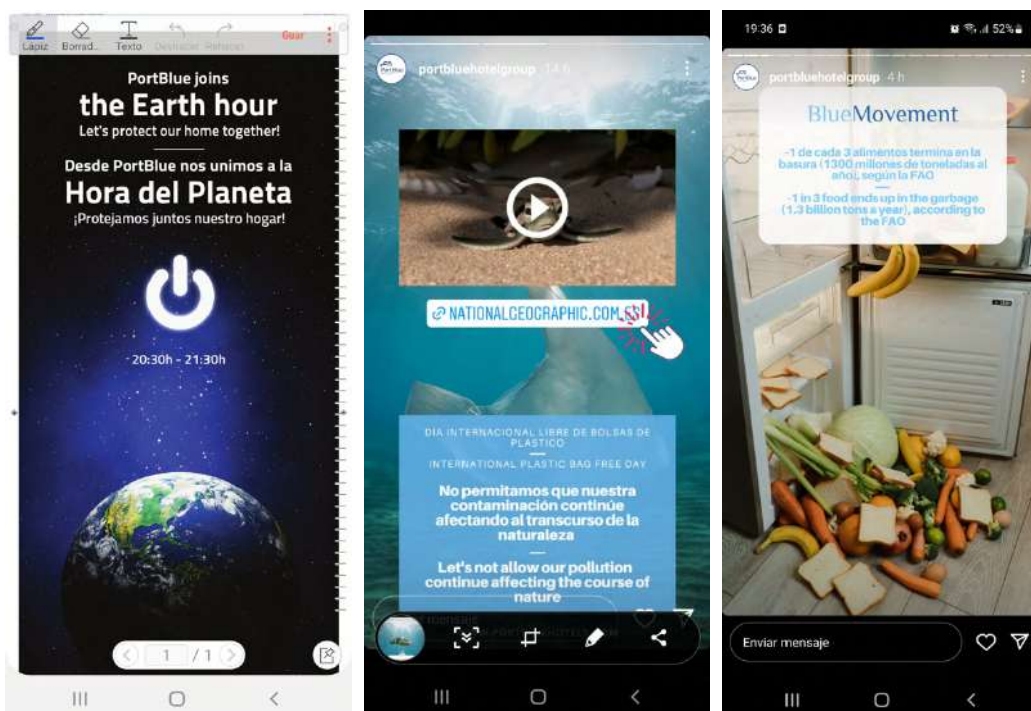 Lápiz Borrad... Texto Deshacer Rehacer Guar
PortBlue joins
the Earth hour
Let's protect our home together!
Desde PortBlue nos unimos a la
Hora del Planeta
¡Protejamos juntos nuestro hogar!
20:30h - 21:30h
1 / 1
portbluehotelgroup 14 h
NATIONALGEOGRAPHIC.COM.ES
DÍA INTERNACIONAL LIBRE DE BOLSAS DE
PLÁSTICO
INTERNATIONAL PLASTIC BAG FREE DAY
No permitamos que nuestra
contaminación continúe
afectando al transcurso de la
naturaleza
Let's not allow our pollution
continue affecting the course of
nature
19:36 52%
portbluehotelgroup 4 h
BlueMovement
-1 de cada 3 alimentos termina en la
basura (1300 millones de toneladas al
año), según la FAO
-1 in 3 food ends up in the garbage
(1.3 billion tons a year), according to
the FAO
Enviar mensaje